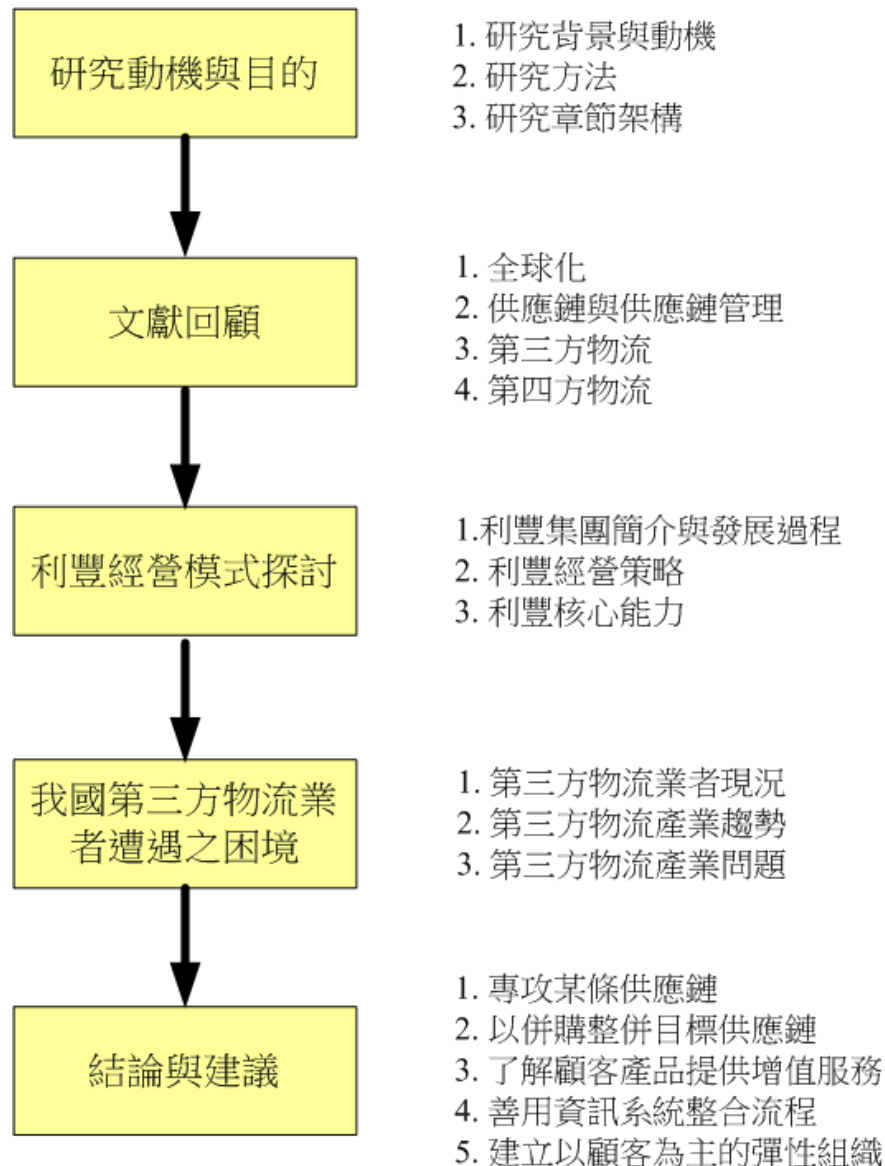 研究動機與目的
1. 研究背景與動機
2. 研究方法
3. 研究章節架構
文獻回顧
1. 全球化
2. 供應鏈與供應鏈管理
3. 第三方物流
4. 第四方物流
利豐經營模式探討
1.利豐集團簡介與發展過程
2. 利豐經營策略
3. 利豐核心能力
我國第三方物流業
者遭遇之困境
1. 第三方物流業者現況
2. 第三方物流產業趨勢
3. 第三方物流產業問題
結論與建議
1. 專攻某條供應鏈
2. 以併購整併目標供應鏈
3. 了解顧客產品提供增值服務
4. 善用資訊系統整合流程
5. 建立以顧客為主的彈性組織